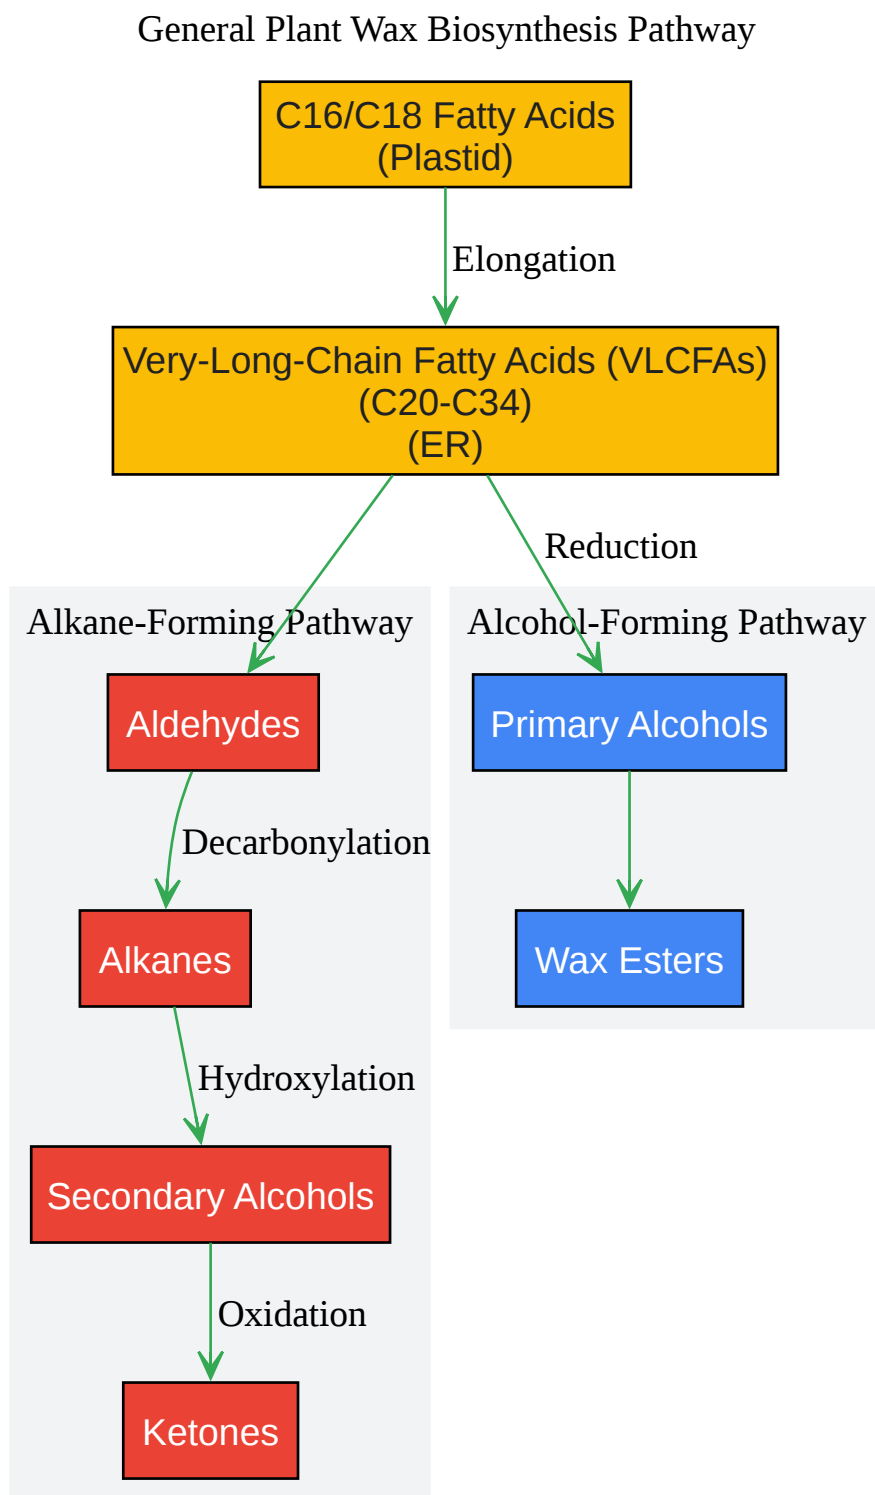 General Plant Wax Biosynthesis Pathway
C16/C18 Fatty Acids
(Plastid)
Elongation
Very-Long-Chain Fatty Acids (VLCFAs)
(C20-C34)
(ER)
Reduction
Alkane-Forming Pathway
Alcohol-Forming Pathway
Aldehydes
Primary Alcohols
Decarbonylation
Alkanes
Wax Esters
Hydroxylation
Secondary Alcohols
Oxidation
Ketones